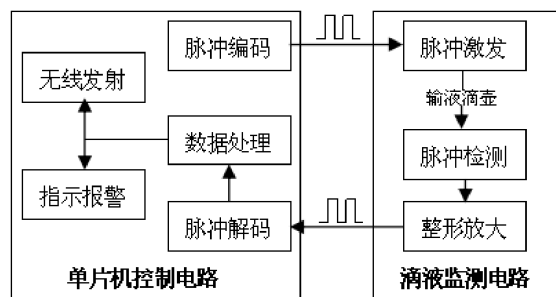 脉冲编码
脉冲激发
无线发射
输液滴壶
数据处理
脉冲检测
指示报警
脉冲解码
整形放大
单片机控制电路
滴液监测电路